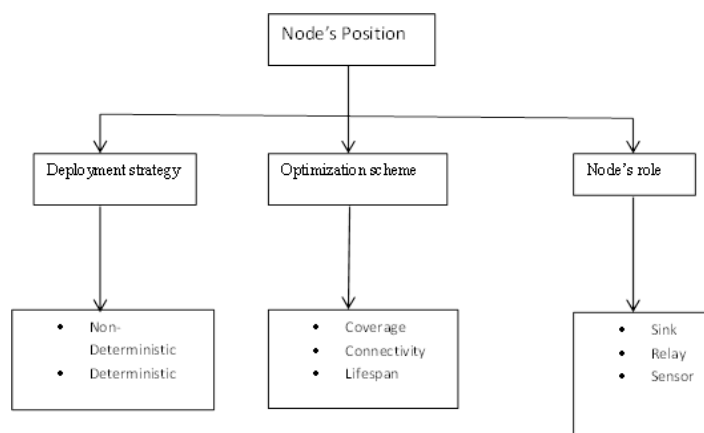 Node's Position
Deployment strategy
Optimization scheme
Node's role
• Non-
Deterministic
• Deterministic
• Coverage
• Connectivity
• Lifespan
• Sink
• Relay
• Sensor